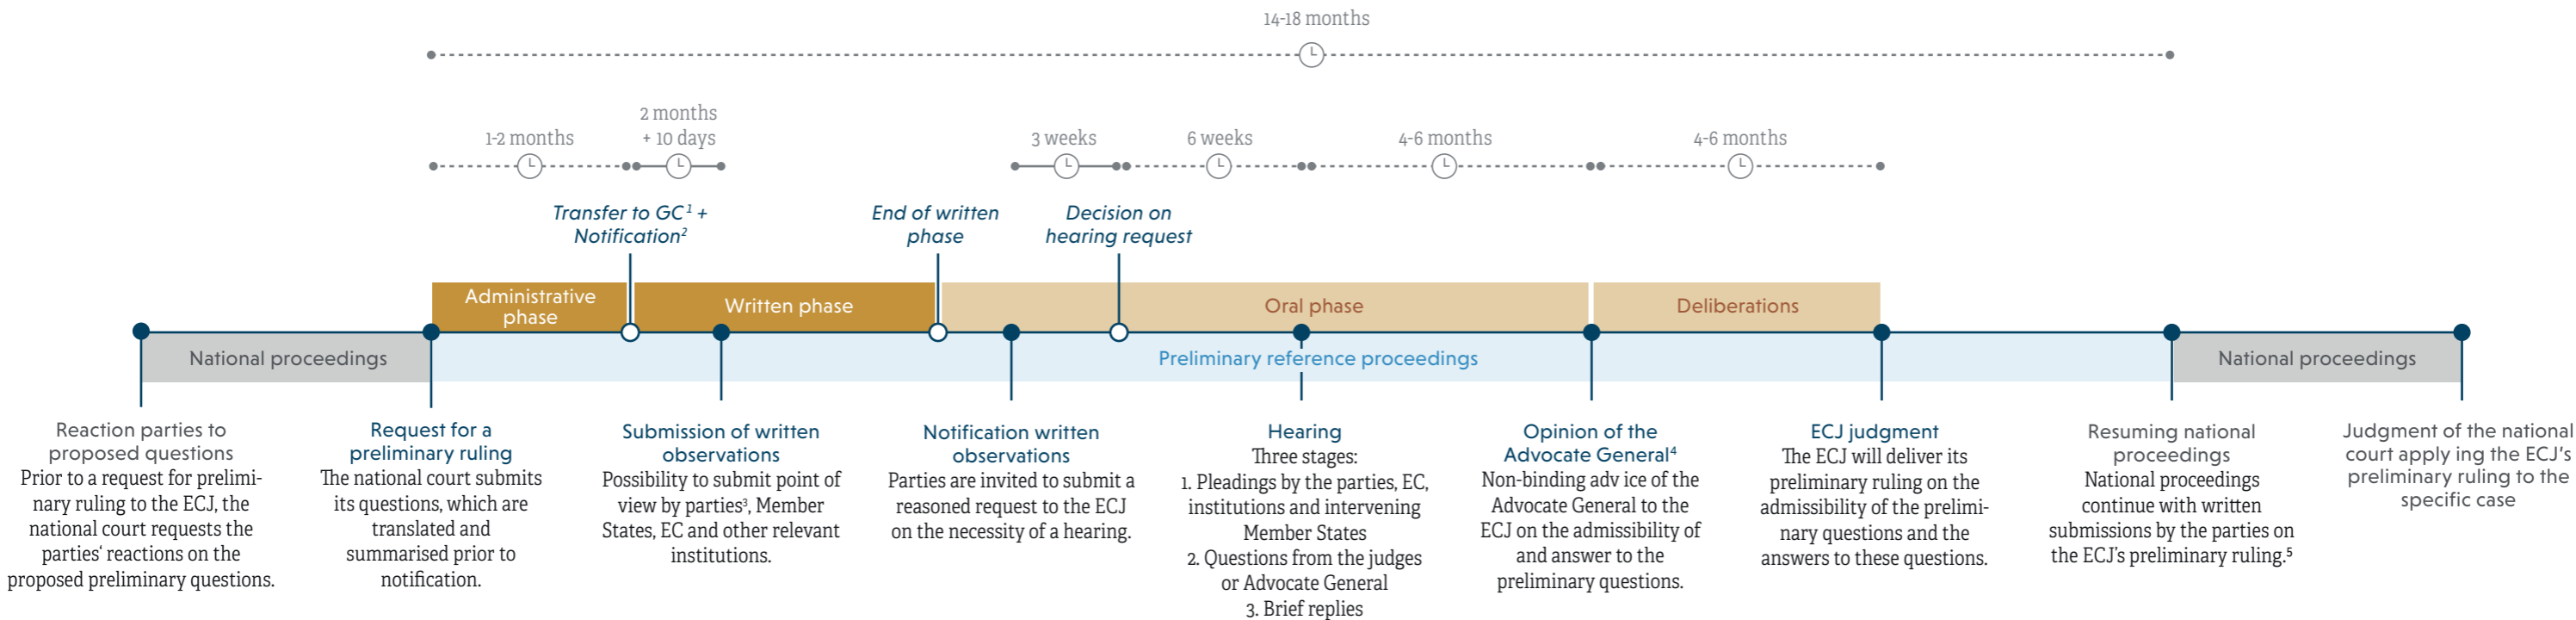 14-18 months
2 months
1-2 months
+ 10 days
3 weeks
6 weeks
4-6 months
4-6 months
Transfer to GC¹ +
Notification²
End of written
phase
Decision on
hearing request
Administrative
phase
Written phase
Oral phase
Deliberations
National proceedings
Preliminary reference proceedings
National proceedings
Reaction parties to
proposed questions
Prior to a request for prelimi-
nary ruling to the ECJ, the
national court requests the
parties‘ reactions on the
proposed preliminary questions.
Request for a
preliminary ruling
The national court submits
its questions, which are
translated and
summarised prior to
notification.
Submission of written
observations
Possibility to submit point of
view by parties³, Member
States, EC and other relevant
institutions.
Notification written
observations
Parties are invited to submit a
reasoned request to the ECJ
on the necessity of a hearing.
Hearing
Three stages:
1. Pleadings by the parties, EC,
institutions and intervening
Member States
2. Questions from the judges
or Advocate General
3. Brief replies
Opinion of the
Advocate General⁴
Non-binding adv ice of the
Advocate General to the
ECJ on the admissibility of
and answer to the
preliminary questions.
ECJ judgment
The ECJ will deliver its
preliminary ruling on the
admissibility of the prelimi-
nary questions and the
answers to these questions.
Resuming national
proceedings
National proceedings
continue with written
submissions by the parties on
the ECJ’s preliminary ruling.⁵
Judgment of the national
court apply ing the ECJ’s
preliminary ruling to the
specific case